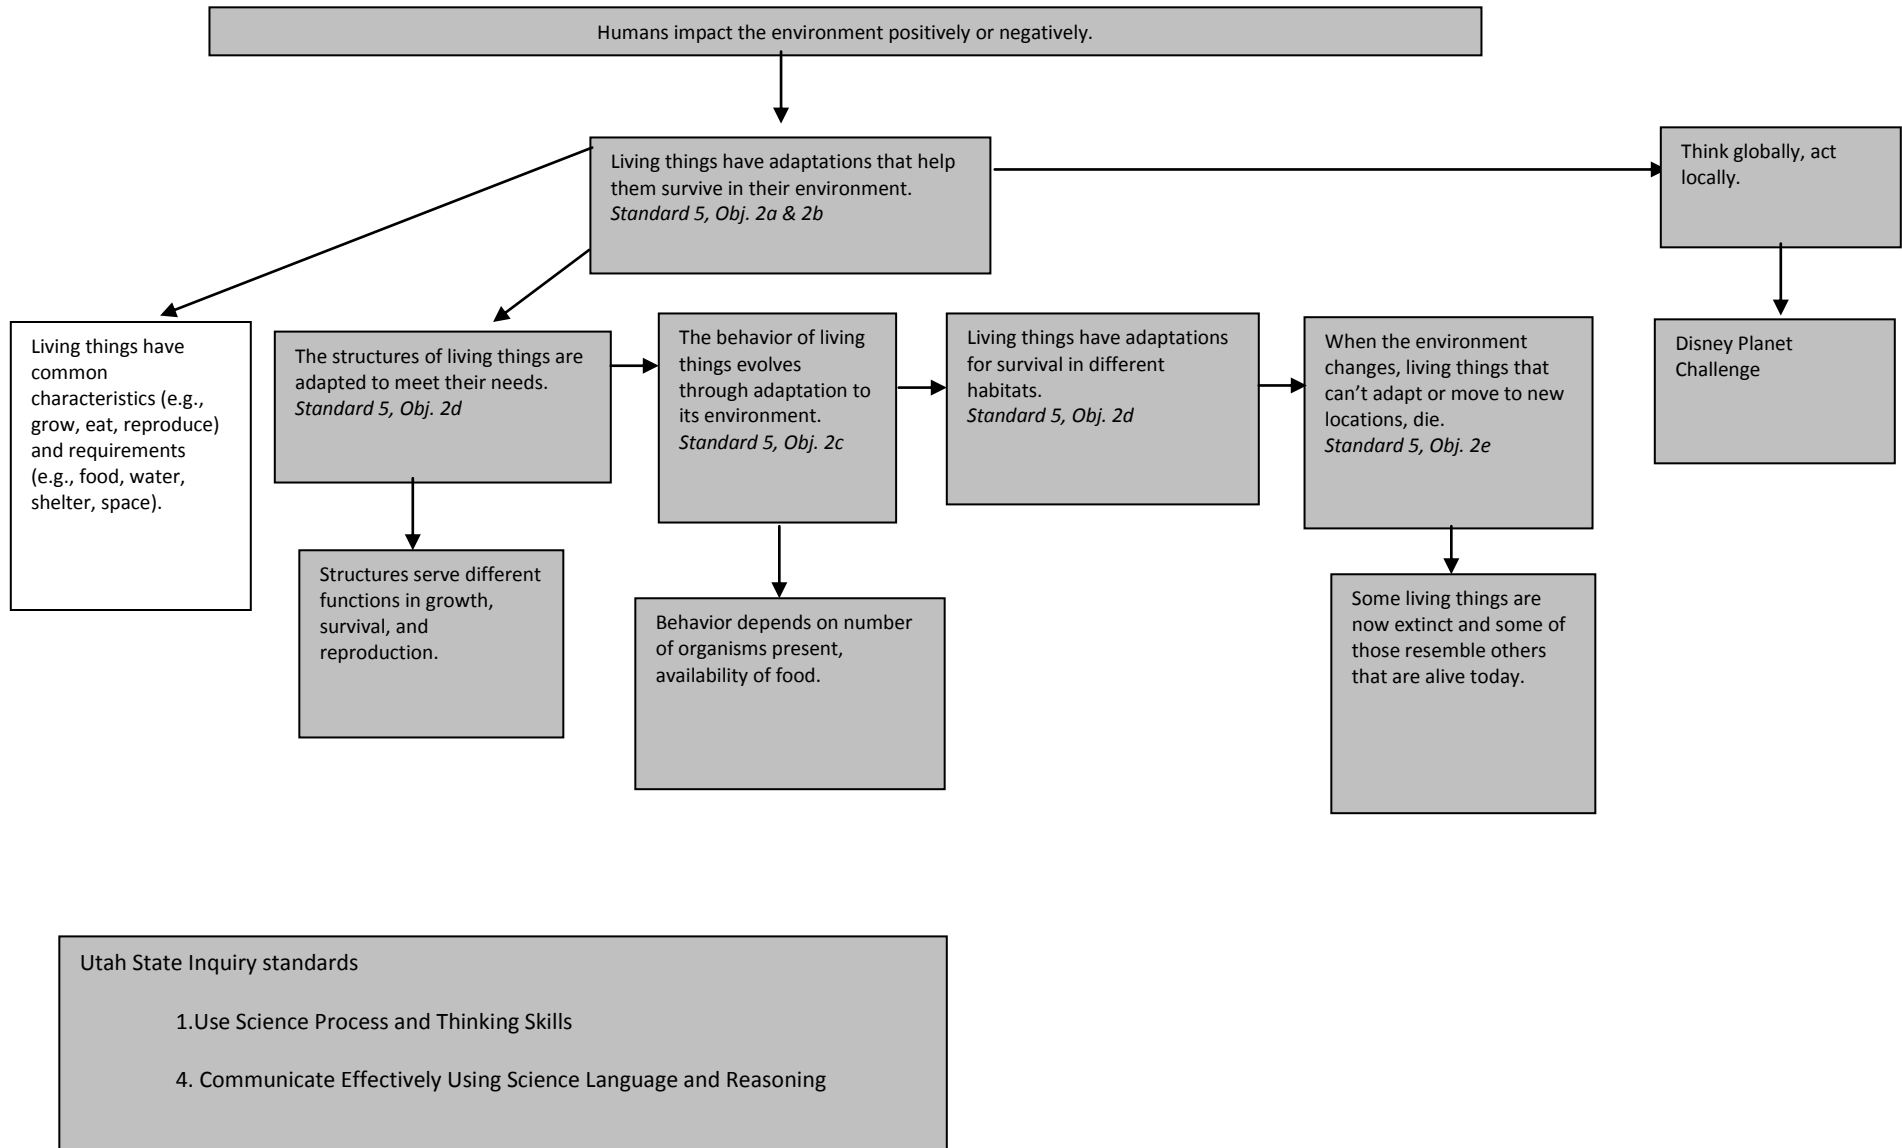 Humans impact the environment positively or negatively.
Living things have adaptations that help
them survive in their environment.
Standard 5, Obj. 2a & 2b
Think globally, act
locally.
Living things have
common
characteristics (e.g.,
grow, eat, reproduce)
and requirements
(e.g., food, water,
shelter, space).
The structures of living things are
adapted to meet their needs.
Standard 5, Obj. 2d
The behavior of living
things evolves
through adaptation to
its environment.
Standard 5, Obj. 2c
Living things have adaptations
for survival in different
habitats.
Standard 5, Obj. 2d
When the environment
changes, living things that
can’t adapt or move to new
locations, die.
Standard 5, Obj. 2e
Disney Planet
Challenge
Structures serve different
functions in growth,
survival, and
reproduction.
Behavior depends on number
of organisms present,
availability of food.
Some living things are
now extinct and some of
those resemble others
that are alive today.
Utah State Inquiry standards
1.Use Science Process and Thinking Skills
4. Communicate Effectively Using Science Language and Reasoning